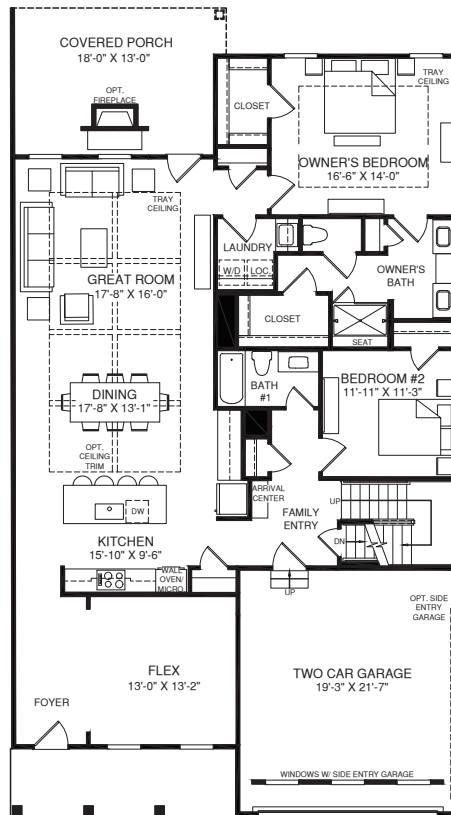 COVERED PORCH
18'-0" X 13'-0"
OPT.
FIREPLACE
CLOSET
TRAY
CEILING
OWNER'S BEDROOM
16'-6" X 14'-0"
TRAY
CEILING
GREAT ROOM
17'-8" X 16'-0"
LAUNDRY
W/D
LOC.
OWNER'S
BATH
CLOSET
SEAT
BATH
#1
BEDROOM #2
11'-11" X 11'-3"
DINING
17'-8" X 13'-1"
OPT.
CEILING
TRIM
ARRIVAL
CENTER
UP
DW
FAMILY
ENTRY
DN
KITCHEN
15'-10" X 9'-6"
WALL
OVEN/
MICRO
UP
OPT. SIDE
ENTRY
GARAGE
FLEX
13'-0" X 13'-2"
TWO CAR GARAGE
19'-3" X 21'-7"
FOYER
WINDOWS W/ SIDE ENTRY GARAGE